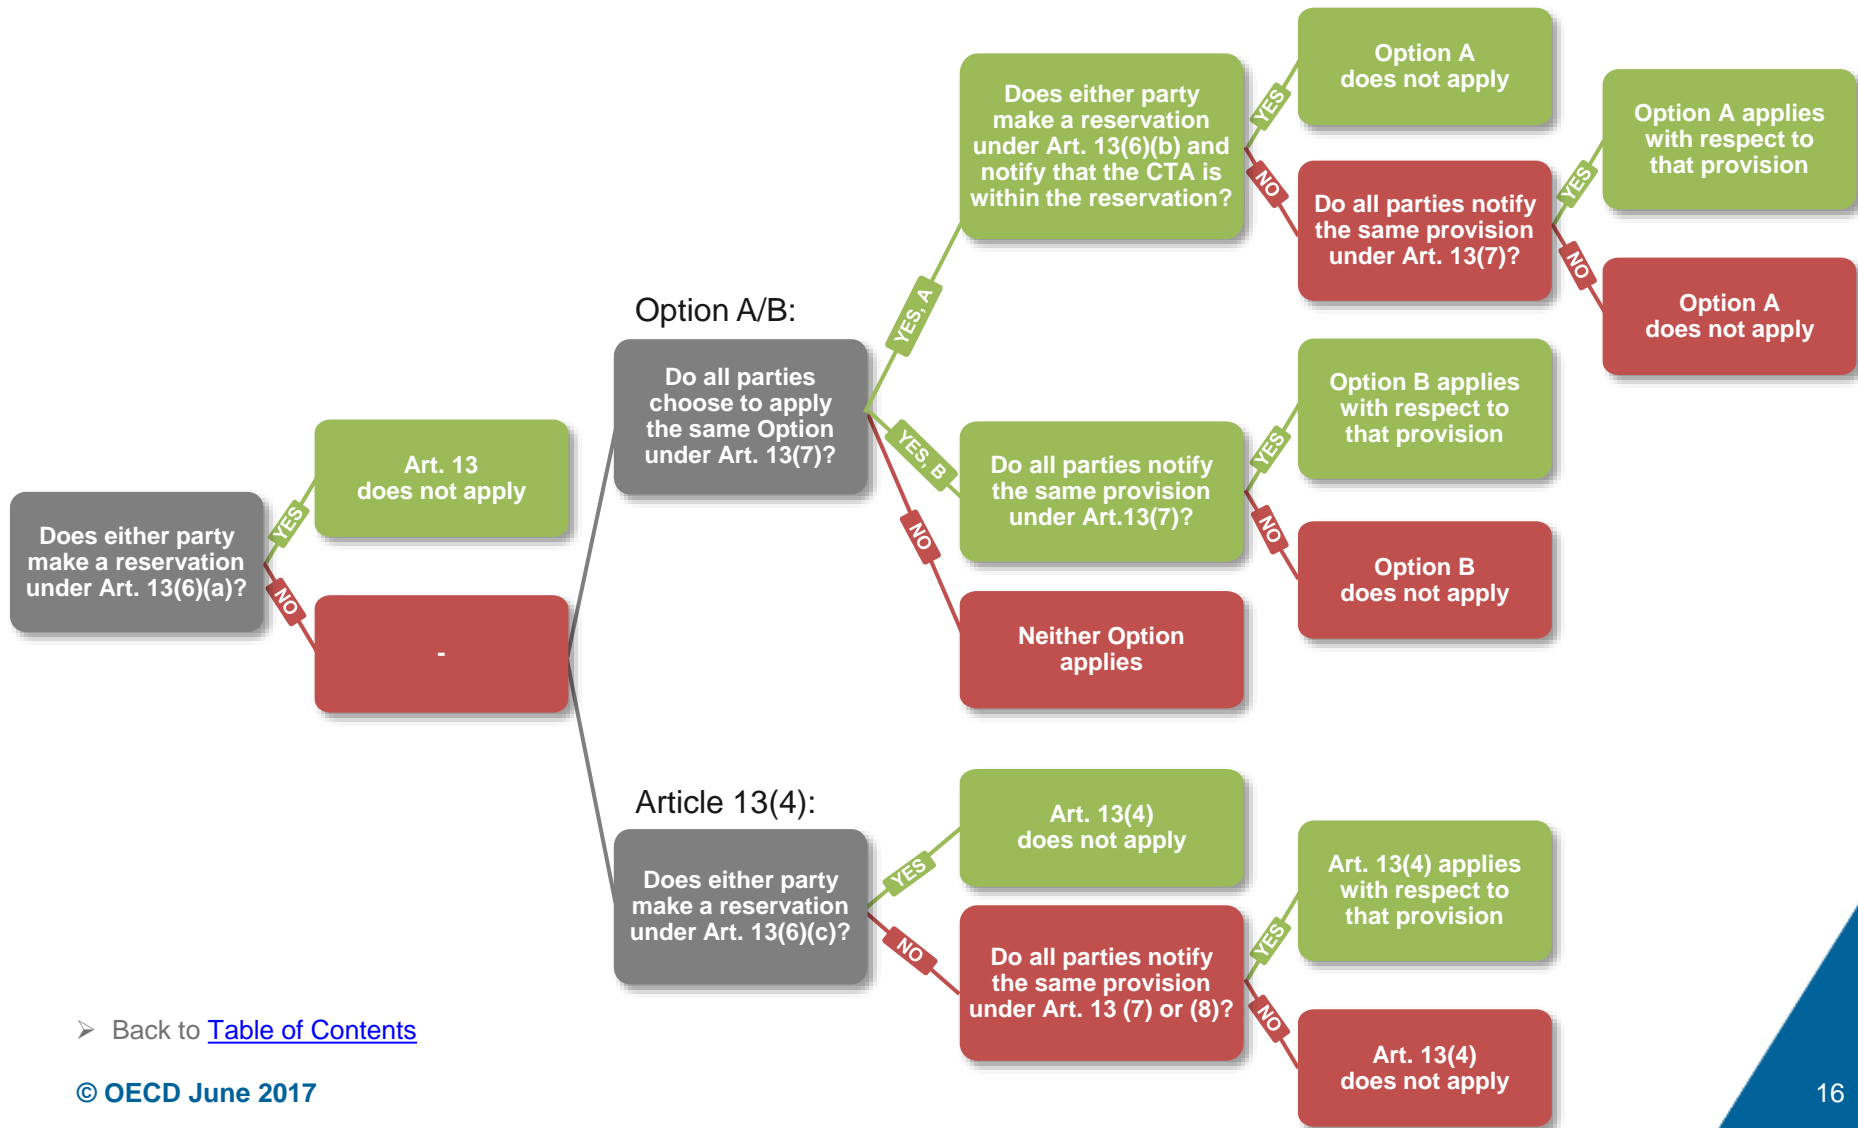 Does either party
make a reservation
under Art. 13(6)(a)?
YES
Art. 13
does not apply
NO
-
Option A/B:
Do all parties
choose to apply
the same Option
under Art. 13(7)?
YES, A
Does either party
make a reservation
under Art. 13(6)(b) and
notify that the CTA is
within the reservation?
YES
Option A
does not apply
NO
Do all parties notify
the same provision
under Art. 13(7)?
YES
Option A applies
with respect to
that provision
NO
Option A
does not apply
YES, B
Do all parties notify
the same provision
under Art.13(7)?
YES
Option B applies
with respect to
that provision
NO
Option B
does not apply
NO
Neither Option
applies
Article 13(4):
Does either party
make a reservation
under Art. 13(6)(c)?
YES
Art. 13(4)
does not apply
NO
Do all parties notify
the same provision
under Art. 13 (7) or (8)?
YES
Art. 13(4) applies
with respect to
that provision
NO
Art. 13(4)
does not apply
➢ Back to Table of Contents
© OECD June 2017
16